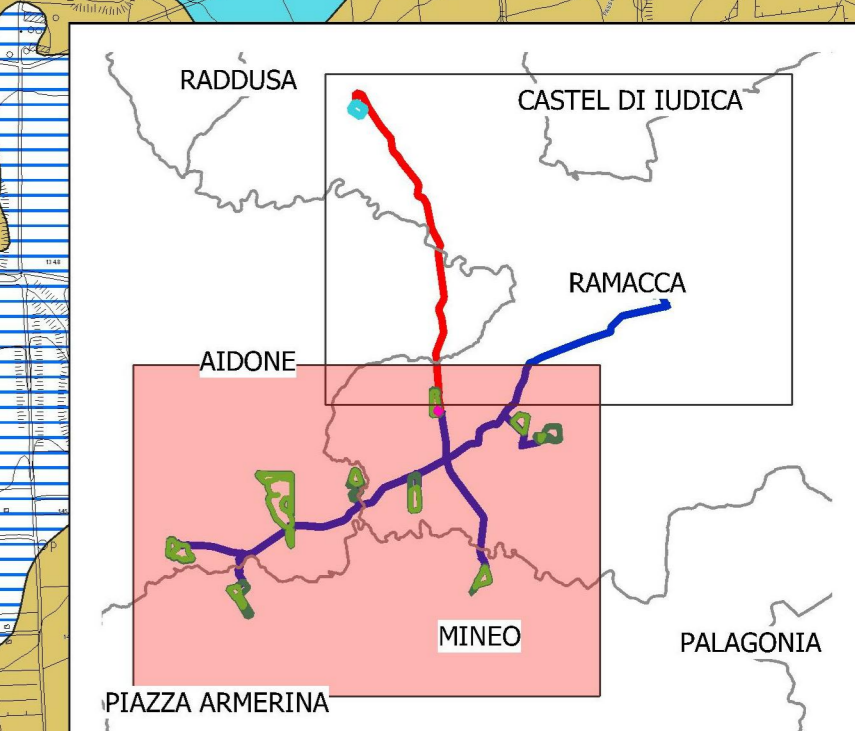 RADDUSA
CASTEL DI IUDICA
RAMACCA
AIDONE
MINEO
PALAGONIA
PIAZZA ARMERINA